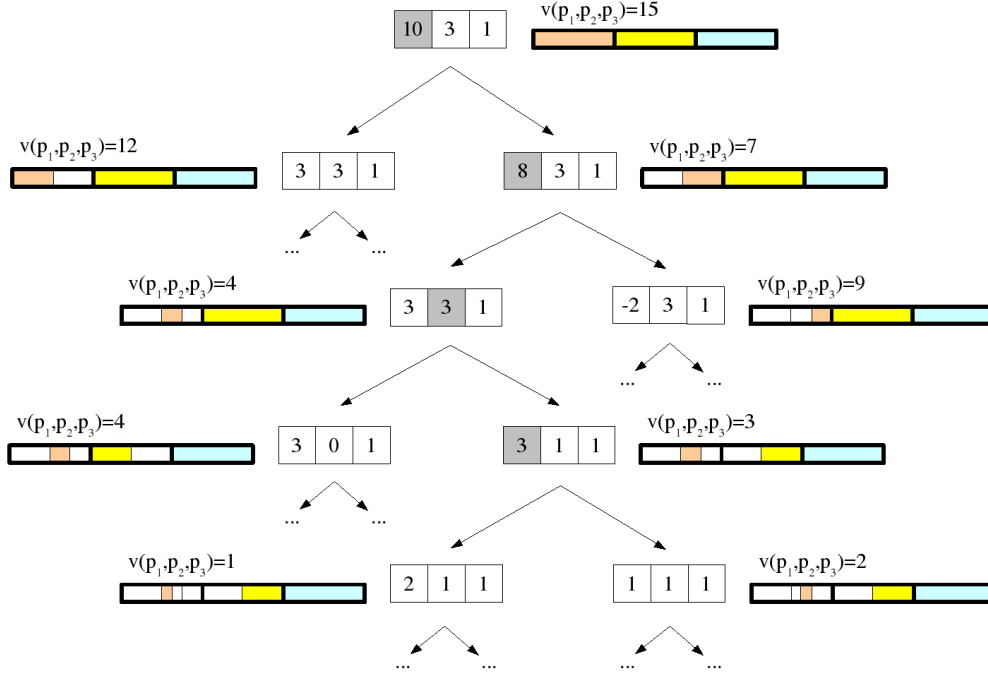 10 3 1
v(p₁,p₂,p₃)=15
v(p₁,p₂,p₃)=12
3 3 1
8 3 1
v(p₁,p₂,p₃)=7
... ...
v(p₁,p₂,p₃)=4
3 3 1
-2 3 1
v(p₁,p₂,p₃)=9
... ...
v(p₁,p₂,p₃)=4
3 0 1
3 1 1
v(p₁,p₂,p₃)=3
... ...
v(p₁,p₂,p₃)=1
2 1 1
1 1 1
v(p₁,p₂,p₃)=2
... ...
... ...